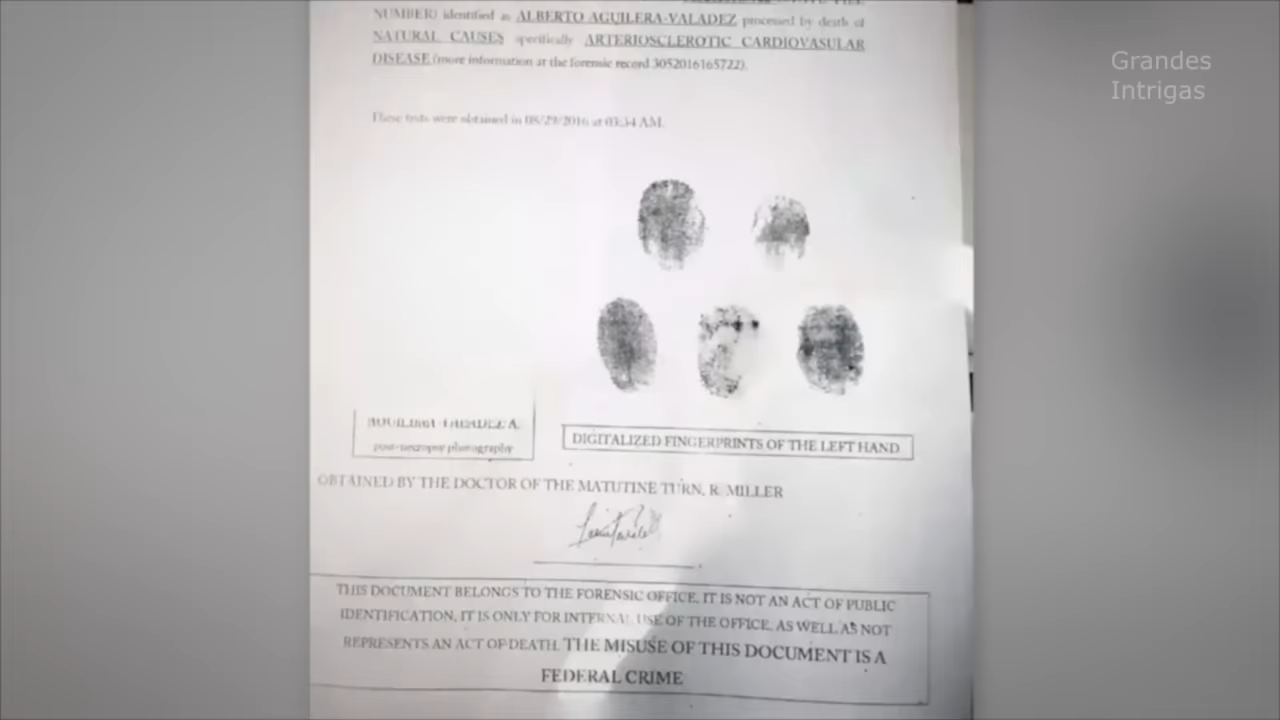 NUMBER) identified as ALBERTO AGUILERA-VALADEZ processed by death of
NATURAL CAUSES specifically ARTERIOSCLEROTIC CARDIOVASULAR
DISEASE (more information at the forensic record 3052016165722).
These tests were obtained in 08/29/2016 at 03:34 AM.
Grandes
Intrigas
post-necropsy photography
DIGITALIZED FINGERPRINTS OF THE LEFT HAND
OBTAINED BY THE DOCTOR OF THE MATUTINE TURN, R. MILLER
THIS DOCUMENT BELONGS TO THE FORENSIC OFFICE, IT IS NOT AN ACT OF PUBLIC
IDENTIFICATION, IT IS ONLY FOR INTERNAL USE OF THE OFFICE, AS WELL AS NOT
REPRESENTS AN ACT OF DEATH. THE MISUSE OF THIS DOCUMENT IS A
FEDERAL CRIME